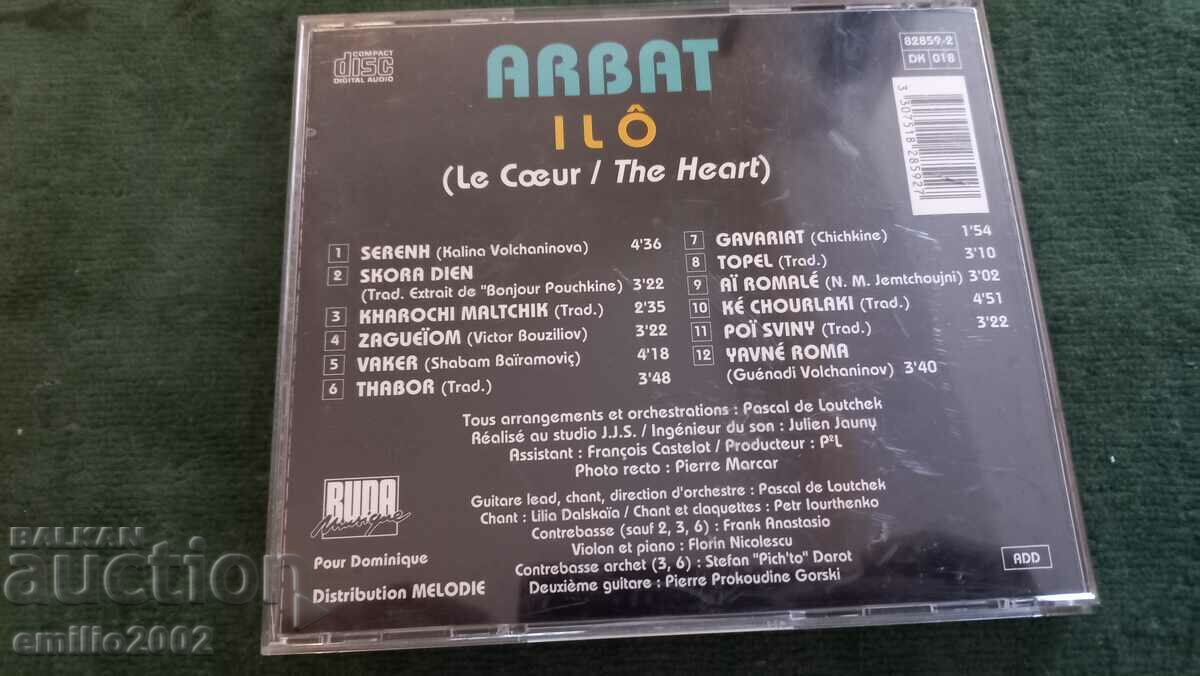 COMPACT
disc
DIGITAL AUDIO
ARBAT
ILÔ
(Le Cœur / The Heart)
82859-2
DK 018
3 307518 285927
1 SERENH (Kalina Volchaninova) 4'36
2 SKORA DIEN
(Trad. Extrait de "Bonjour Pouchkine) 3'22
3 KHAROCHI MALTCHIK (Trad.) 2'35
4 ZAGUEÏOM (Victor Bouziliov) 3'22
5 VAKER (Shabam Baïramoviç) 4'18
6 THABOR (Trad.) 3'48
7 GAVARIAT (Chichkine) 1'54
8 TOPEL (Trad.) 3'10
9 AÏ ROMALÉ (N. M. Jemtchoujni) 3'02
10 KÉ CHOURLAKI (Trad.) 4'51
11 POÏ SVINY (Trad.) 3'22
12 YAVNÉ ROMA
(Guénadi Volchaninov) 3'40
Tous arrangements et orchestrations : Pascal de Loutchek
Réalisé au studio J.J.S. / Ingénieur du son : Julien Jauny
Assistant : François Castelot / Producteur : P²L
Photo recto : Pierre Marcar
Guitare lead, chant, direction d'orchestre : Pascal de Loutchek
Chant : Lilia Dalskaïa / Chant et claquettes : Petr Iourthenko
Contrebasse (sauf 2, 3, 6) : Frank Anastasio
Violon et piano : Florin Nicolescu
Contrebasse archet (3, 6) : Stefan "Pich'to" Darot
Deuxième guitare : Pierre Prokoudine Gorski
BUDA
Musique
Pour Dominique
Distribution MELODIE
ADD
BALKAN
auction
emilio2002